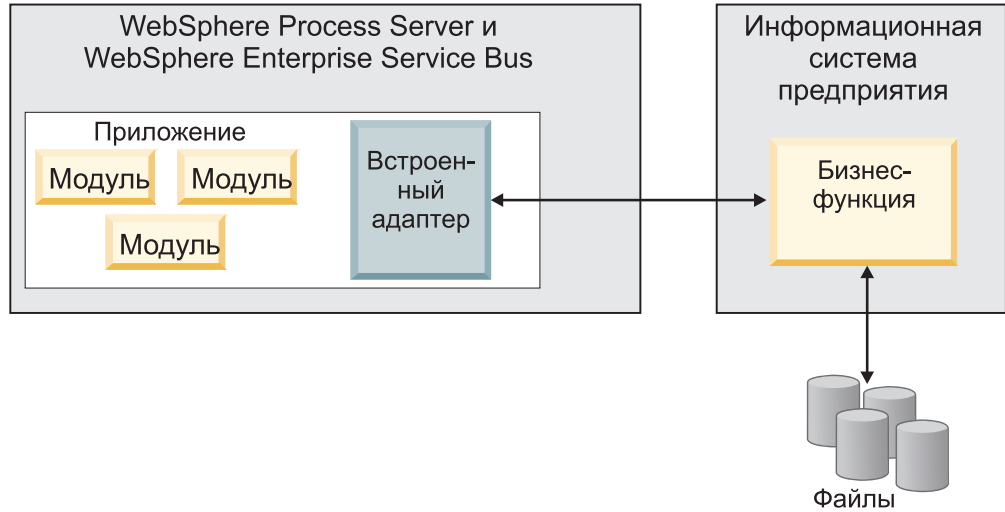 WebSphere Process Server и
WebSphere Enterprise Service Bus
Приложение
Модуль
Модуль
Модуль
Встроен-
ный
адаптер
Информационная
система
предприятия
Бизнес-
функция
Файлы